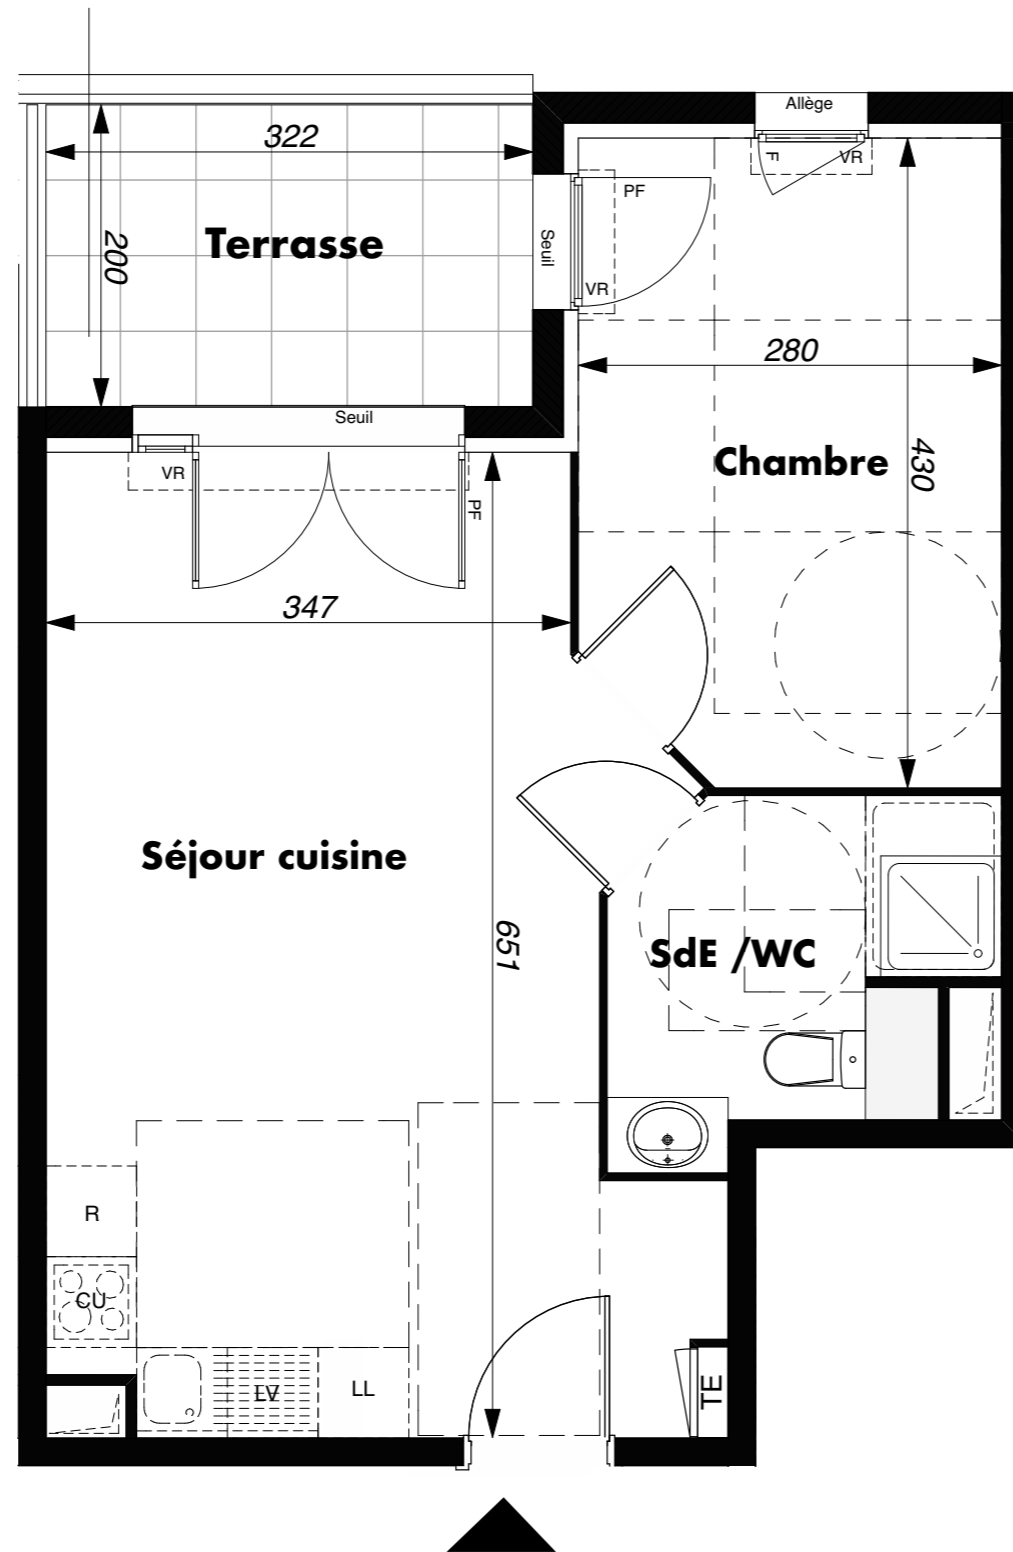 Allège
322
F
VR
PF
200
Terrasse
Seuil
VR
280
Seuil
Chambre
430
VR
PF
347
Séjour cuisine
651
SdE /WC
R
CU
LV
LL
TE